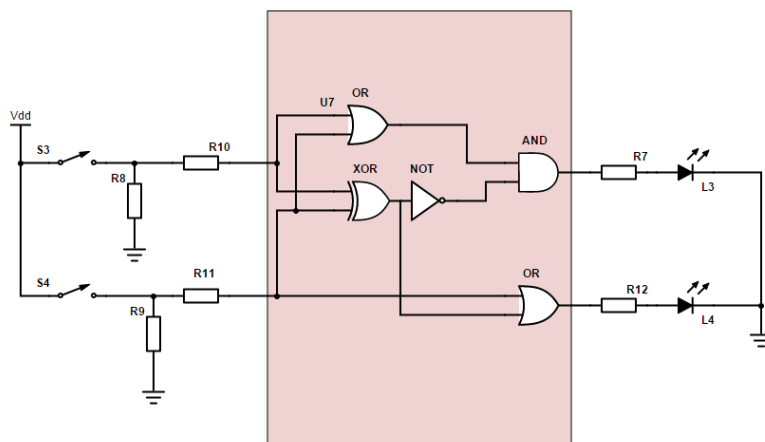 OR
U7
Vdd
AND
R10
S3
R7
XOR
NOT
R8
L3
R11
OR
S4
R12
R9
L4